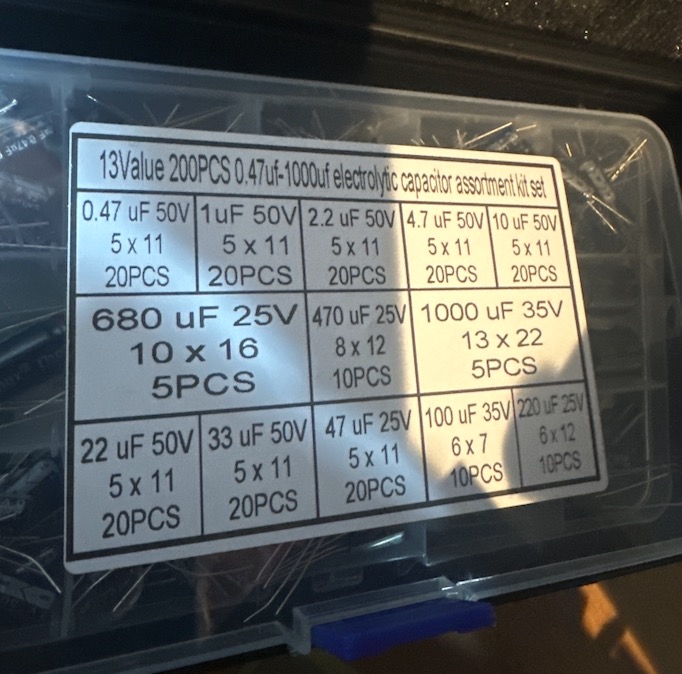 13Value 200PCS 0.47uf-1000uf electrolytic capacitor assortment kit set
0.47 uF 50V
5 x 11
20PCS
1uF 50V
5 x 11
20PCS
2.2 uF 50V
5 x 11
20PCS
4.7 uF 50V
5 x 11
20PCS
10 uF 50V
5 x 11
20PCS
680 uF 25V
10 x 16
5PCS
470 uF 25V
8 x 12
10PCS
1000 uF 35V
13 x 22
5PCS
22 uF 50V
5 x 11
20PCS
33 uF 50V
5 x 11
20PCS
47 uF 25V
5 x 11
20PCS
100 uF 35V
6 x 7
10PCS
220 uF 25V
6 x 12
10PCS